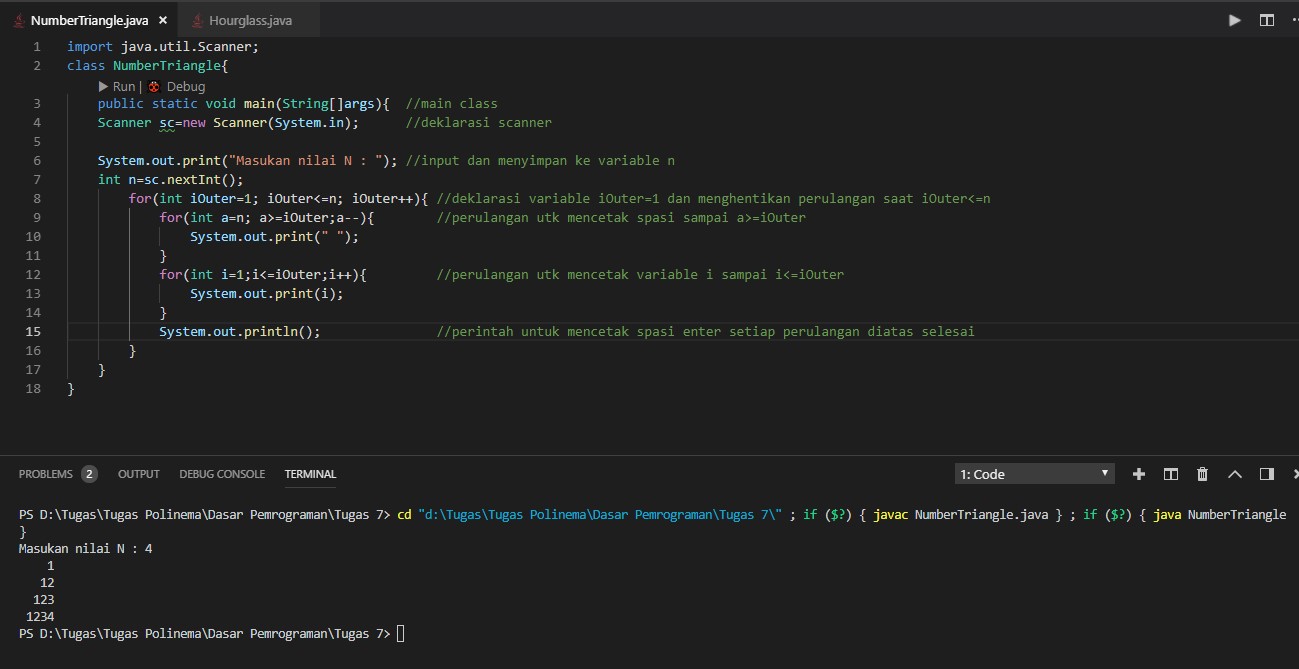 NumberTriangle.java × Hourglass.java
1 import java.util.Scanner;
2 class NumberTriangle{
Run | Debug
3 public static void main(String[]args){ //main class
4 Scanner sc=new Scanner(System.in); //deklarasi scanner
5
6 System.out.print("Masukan nilai N : "); //input dan menyimpan ke variable n
7 int n=sc.nextInt();
8 for(int iOuter=1; iOuter<=n; iOuter++){ //deklarasi variable iOuter=1 dan menghentikan perulangan saat iOuter<=n
9 for(int a=n; a>=iOuter;a--){ //perulangan utk mencetak spasi sampai a>=iOuter
10 System.out.print(" ");
11 }
12 for(int i=1;i<=iOuter;i++){ //perulangan utk mencetak variable i sampai i<=iOuter
13 System.out.print(i);
14 }
15 System.out.println(); //perintah untuk mencetak spasi enter setiap perulangan diatas selesai
16 }
17 }
18 }
PROBLEMS 2 OUTPUT DEBUG CONSOLE TERMINAL 1: Code
PS D:\Tugas\Tugas Polinema\Dasar Pemrograman\Tugas 7> cd "d:\Tugas\Tugas Polinema\Dasar Pemrograman\Tugas 7\" ; if ($?) { javac NumberTriangle.java } ; if ($?) { java NumberTriangle
}
Masukan nilai N : 4
    1
   12
  123
 1234
PS D:\Tugas\Tugas Polinema\Dasar Pemrograman\Tugas 7>